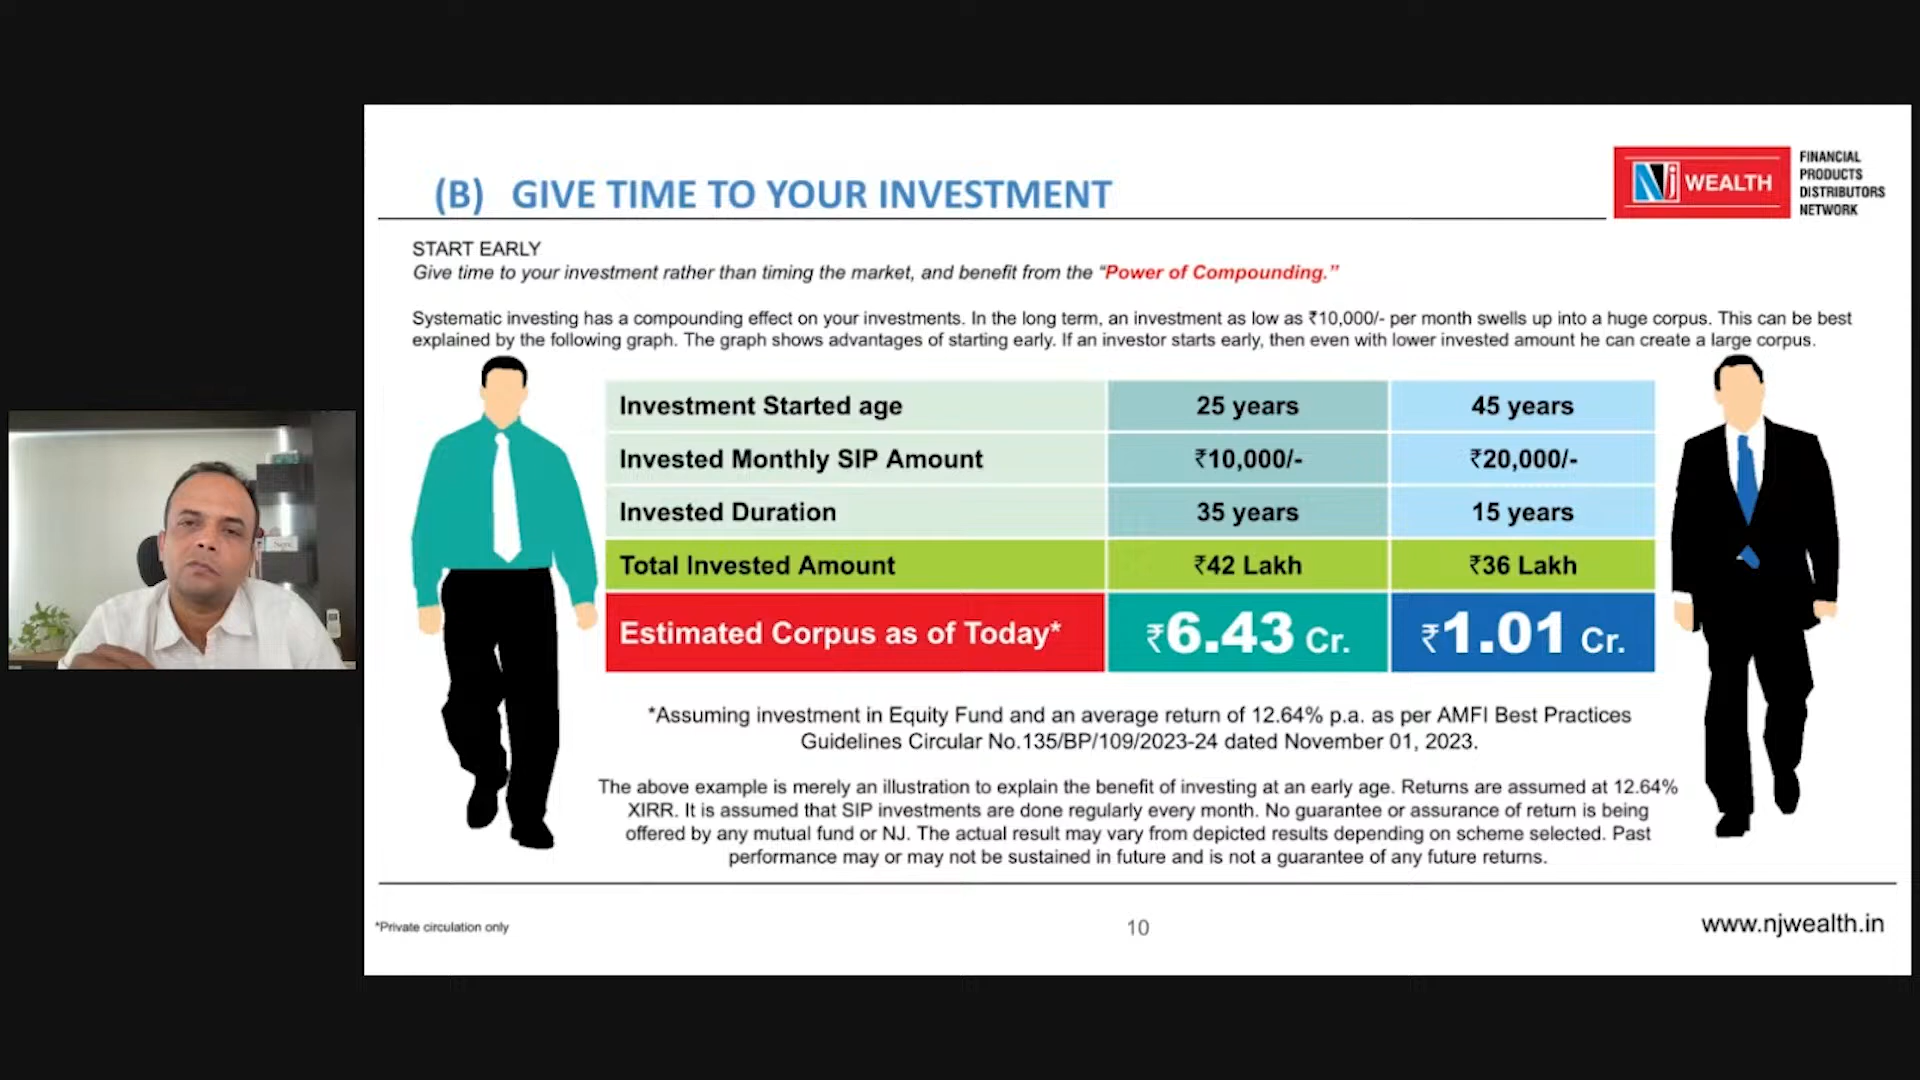 (B) GIVE TIME TO YOUR INVESTMENT
Nj WEALTH
FINANCIAL
PRODUCTS
DISTRIBUTORS
NETWORK
START EARLY
Give time to your investment rather than timing the market, and benefit from the “Power of Compounding.”
Systematic investing has a compounding effect on your investments. In the long term, an investment as low as ₹10,000/- per month swells up into a huge corpus. This can be best
explained by the following graph. The graph shows advantages of starting early. If an investor starts early, then even with lower invested amount he can create a large corpus.
Investment Started age 25 years 45 years
Invested Monthly SIP Amount ₹10,000/- ₹20,000/-
Invested Duration 35 years 15 years
Total Invested Amount ₹42 Lakh ₹36 Lakh
Estimated Corpus as of Today* ₹6.43 Cr. ₹1.01 Cr.
*Assuming investment in Equity Fund and an average return of 12.64% p.a. as per AMFI Best Practices
Guidelines Circular No.135/BP/109/2023-24 dated November 01, 2023.
The above example is merely an illustration to explain the benefit of investing at an early age. Returns are assumed at 12.64%
XIRR. It is assumed that SIP investments are done regularly every month. No guarantee or assurance of return is being
offered by any mutual fund or NJ. The actual result may vary from depicted results depending on scheme selected. Past
performance may or may not be sustained in future and is not a guarantee of any future returns.
*Private circulation only
10
www.njwealth.in